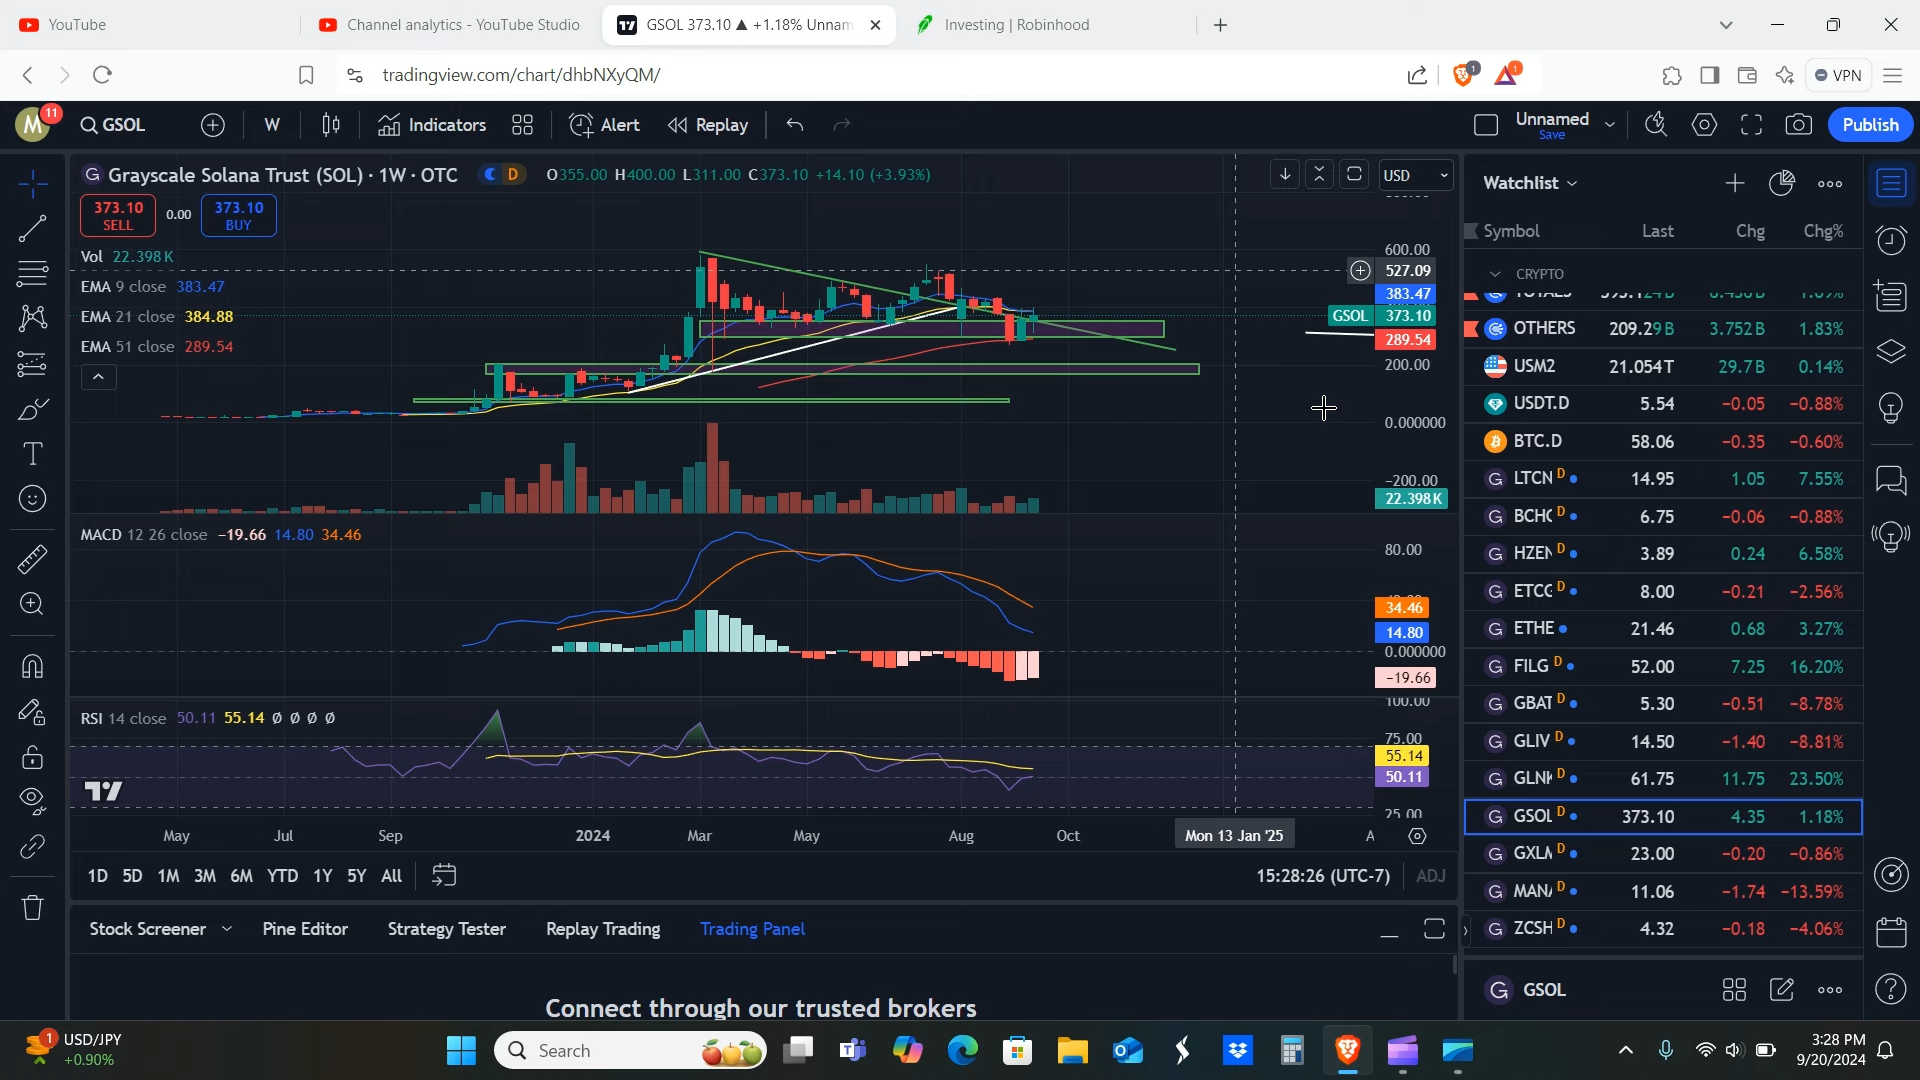 YouTube
Channel analytics - YouTube Studio
GSOL 373.10 ▲ +1.18% Unnam
Investing | Robinhood
tradingview.com/chart/dhbNXyQM/
1
1
VPN
M
11
GSOL
W
Indicators
Alert
Replay
Unnamed
Save
Publish
G Grayscale Solana Trust (SOL) · 1W · OTC
D
O355.00 H400.00 L311.00 C373.10 +14.10 (+3.93%)
USD
373.10
SELL
0.00
373.10
BUY
Vol 22.398K
EMA 9 close 383.47
EMA 21 close 384.88
EMA 51 close 289.54
600.00
527.09
383.47
GSOL 373.10
289.54
200.00
0.000000
−200.00
22.398K
MACD 12 26 close −19.66 14.80 34.46
80.00
34.46
14.80
0.000000
−19.66
RSI 14 close 50.11 55.14 Ø Ø Ø Ø
100.00
75.00
55.14
50.11
25.00
May
Jul
Sep
2024
Mar
May
Aug
Oct
Mon 13 Jan '25
A
1D 5D 1M 3M 6M YTD 1Y 5Y All
15:28:26 (UTC-7)
ADJ
Stock Screener
Pine Editor
Strategy Tester
Replay Trading
Trading Panel
Connect through our trusted brokers
Watchlist
Symbol Last Chg Chg%
CRYPTO
OTHERS 209.29B 3.752B 1.83%
USM2 21.054T 29.7B 0.14%
USDT.D 5.54 −0.05 −0.88%
BTC.D 58.06 −0.35 −0.60%
G LTCN D 14.95 1.05 7.55%
G BCHC D 6.75 −0.06 −0.88%
G HZEN D 3.89 0.24 6.58%
G ETCG D 8.00 −0.21 −2.56%
G ETHE 21.46 0.68 3.27%
G FILG D 52.00 7.25 16.20%
G GBAT D 5.30 −0.51 −8.78%
G GLIV D 14.50 −1.40 −8.81%
G GLNK D 61.75 11.75 23.50%
G GSOL D 373.10 4.35 1.18%
G GXLM D 23.00 −0.20 −0.86%
G MANA D 11.06 −1.74 −13.59%
G ZCSH D 4.32 −0.18 −4.06%
G GSOL
1
USD/JPY
+0.90%
Search
3:28 PM
9/20/2024